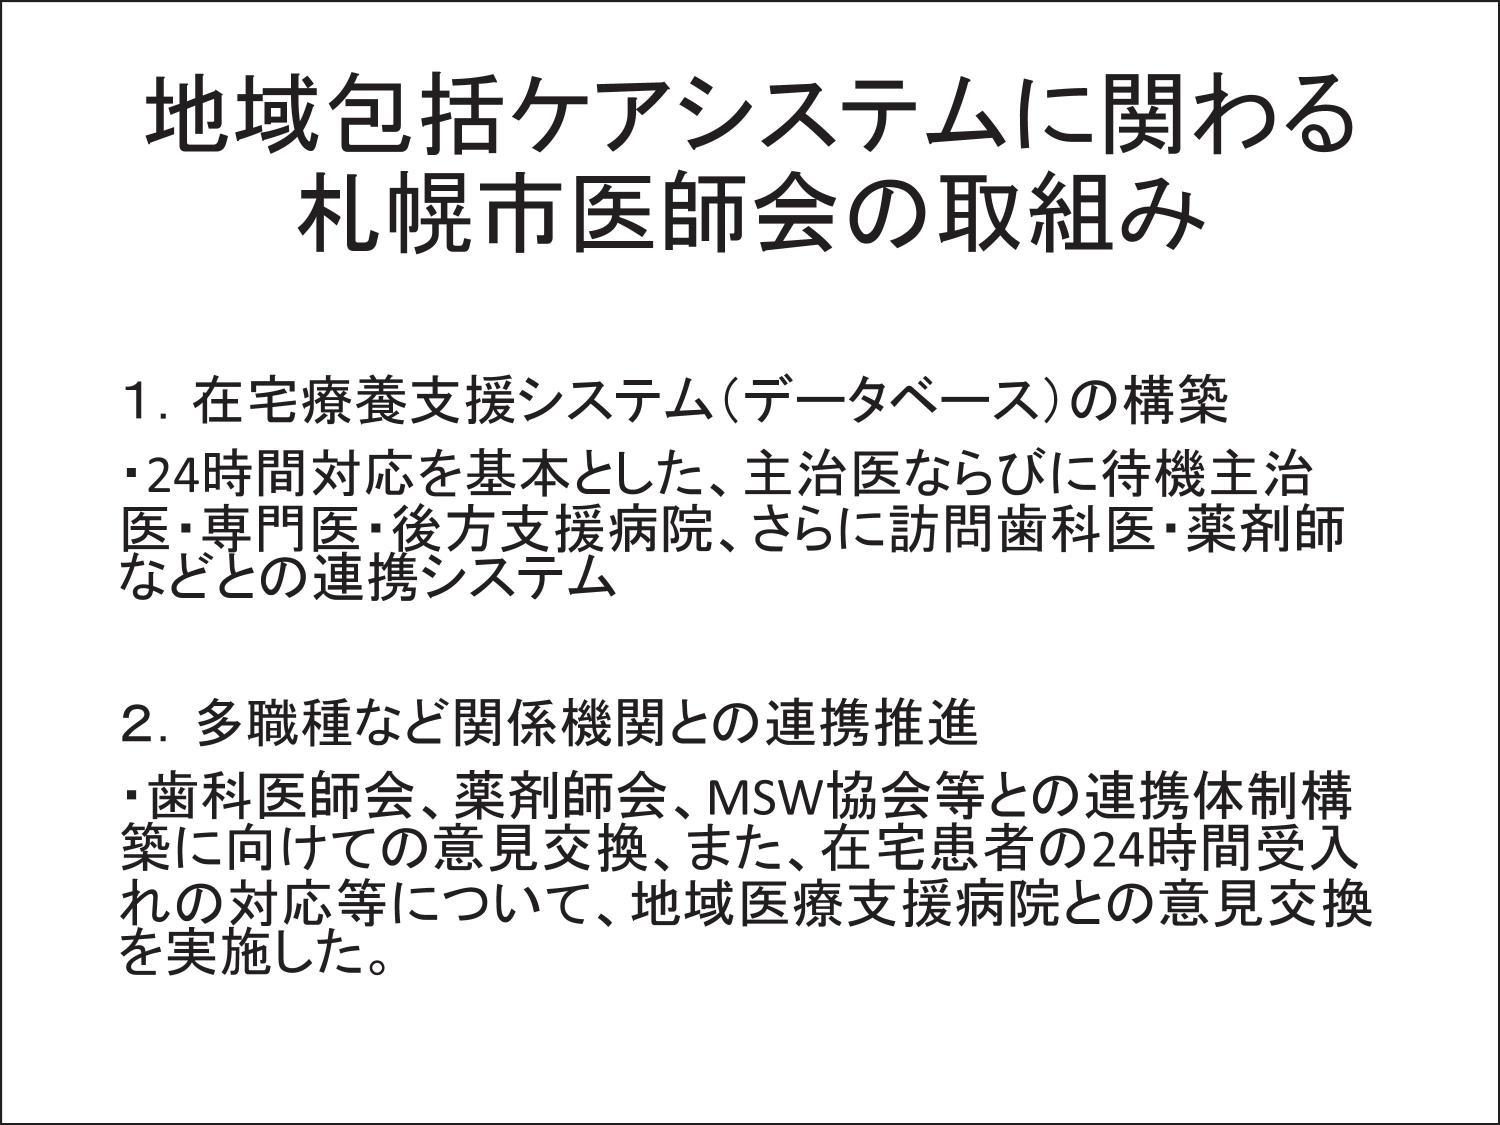 地域包括ケアシステムに関わる
札幌市医師会の取組み
１．在宅療養支援システム（データベース）の構築
・24時間対応を基本とした、主治医ならびに待機主治
医・専門医・後方支援病院、さらに訪問歯科医・薬剤師
などとの連携システム
２．多職種など関係機関との連携推進
・歯科医師会、薬剤師会、MSW協会等との連携体制構
築に向けての意見交換、また、在宅患者の24時間受入
れの対応等について、地域医療支援病院との意見交換
を実施した。